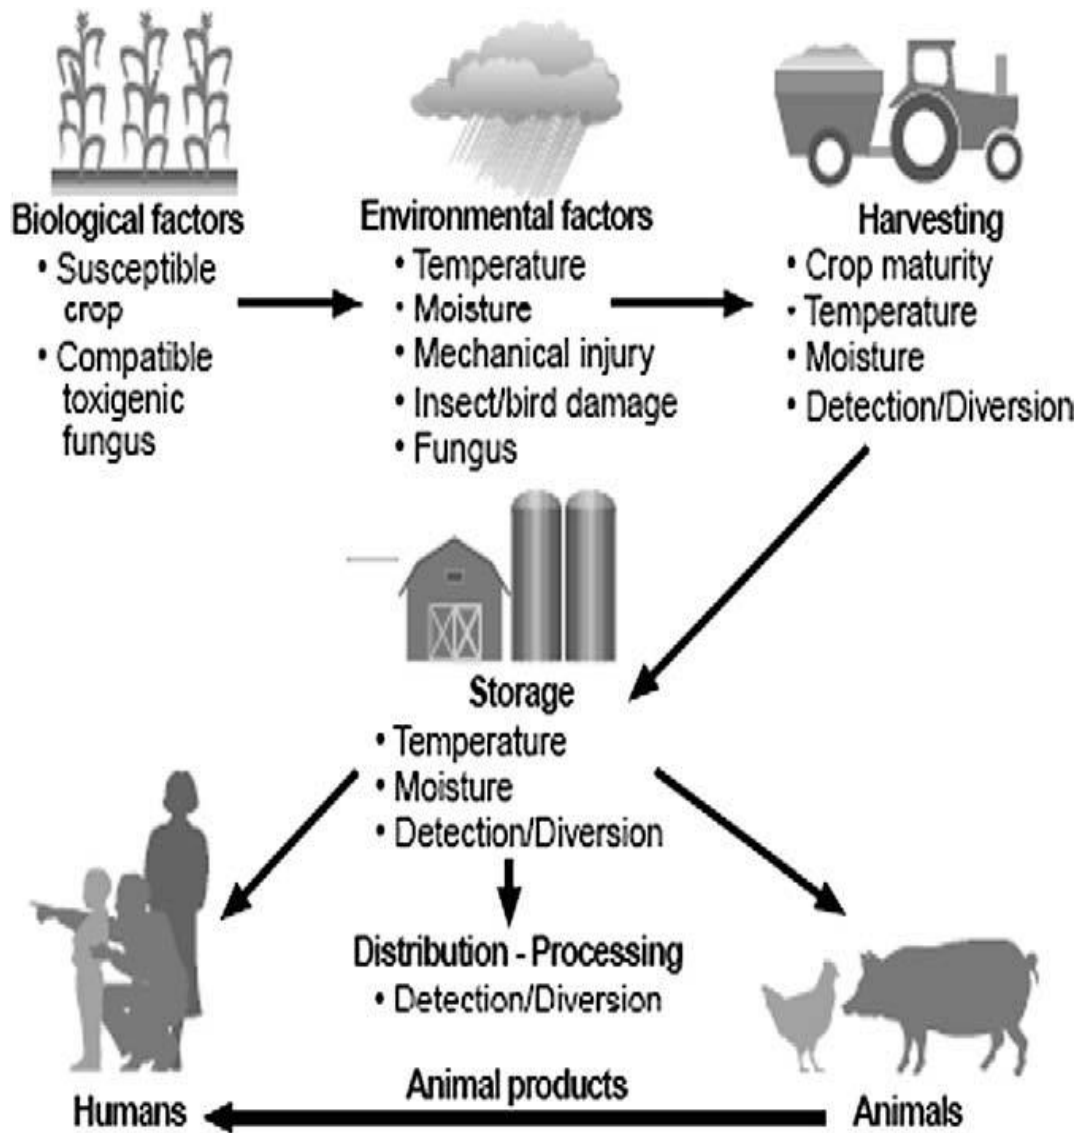 Biological factors
• Susceptible
crop
• Compatible
toxigenic
fungus
Environmental factors
• Temperature
• Moisture
• Mechanical injury
• Insect/bird damage
• Fungus
Harvesting
• Crop maturity
• Temperature
• Moisture
• Detection/Diversion
Storage
• Temperature
• Moisture
• Detection/Diversion
Distribution - Processing
• Detection/Diversion
Animal products
Humans
Animals